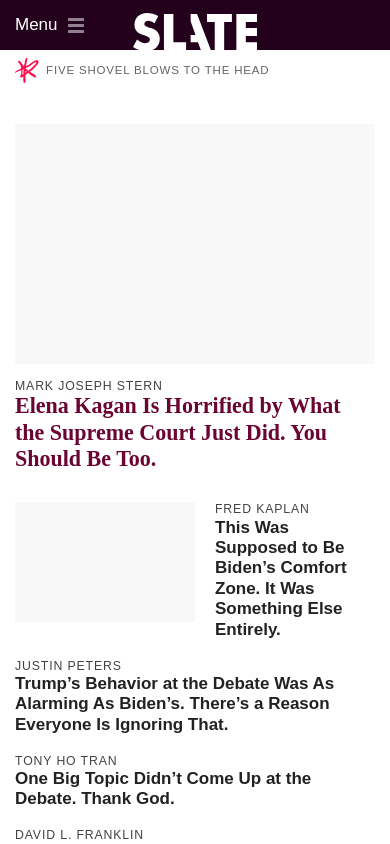 Menu
SLATE
FIVE SHOVEL BLOWS TO THE HEAD
MARK JOSEPH STERN
Elena Kagan Is Horrified by What
the Supreme Court Just Did. You
Should Be Too.
FRED KAPLAN
This Was
Supposed to Be
Biden’s Comfort
Zone. It Was
Something Else
Entirely.
JUSTIN PETERS
Trump’s Behavior at the Debate Was As
Alarming As Biden’s. There’s a Reason
Everyone Is Ignoring That.
TONY HO TRAN
One Big Topic Didn’t Come Up at the
Debate. Thank God.
DAVID L. FRANKLIN